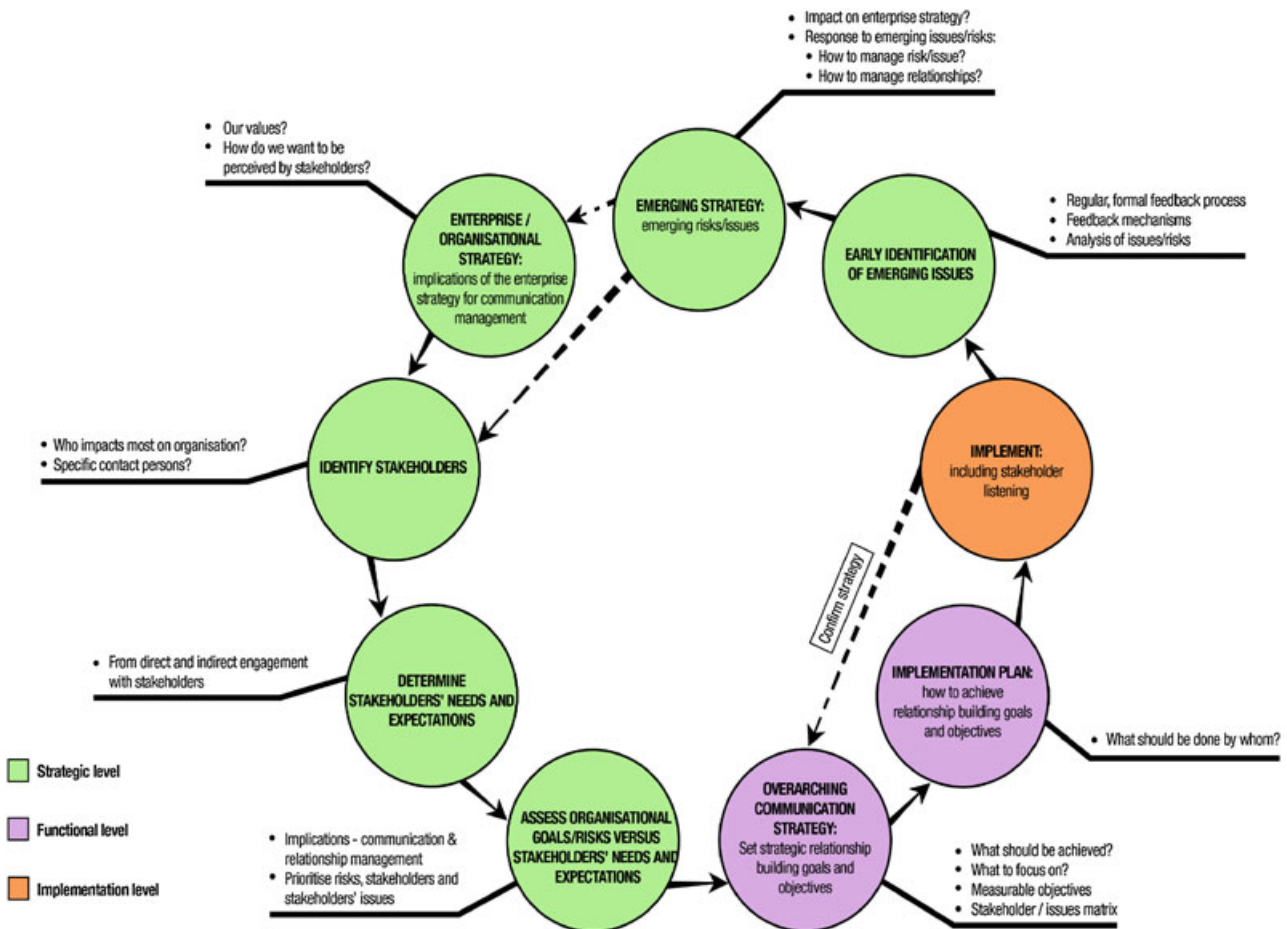 • Impact on enterprise strategy?
• Response to emerging issues/risks:
• How to manage risk/issue?
• How to manage relationships?
• Our values?
• How do we want to be
perceived by stakeholders?
EMERGING STRATEGY:
emerging risks/issues
ENTERPRISE /
ORGANISATIONAL
STRATEGY:
implications of the enterprise
strategy for communication
management
• Regular, formal feedback process
• Feedback mechanisms
• Analysis of issues/risks
EARLY IDENTIFICATION
OF EMERGING ISSUES
• Who impacts most on organisation?
• Specific contact persons?
IDENTIFY STAKEHOLDERS
IMPLEMENT:
including stakeholder
listening
Confirm strategy
• From direct and indirect engagement
with stakeholders
DETERMINE
STAKEHOLDERS' NEEDS AND
EXPECTATIONS
IMPLEMENTATION PLAN:
how to achieve
relationship building goals
and objectives
• What should be done by whom?
Strategic level
Functional level
Implementation level
• Implications - communication &
relationship management
• Prioritise risks, stakeholders and
stakeholders' issues
ASSESS ORGANISATIONAL
GOALS/RISKS VERSUS
STAKEHOLDERS' NEEDS AND
EXPECTATIONS
OVERARCHING
COMMUNICATION
STRATEGY:
Set strategic relationship
building goals and
objectives
• What should be achieved?
• What to focus on?
• Measurable objectives
• Stakeholder / issues matrix